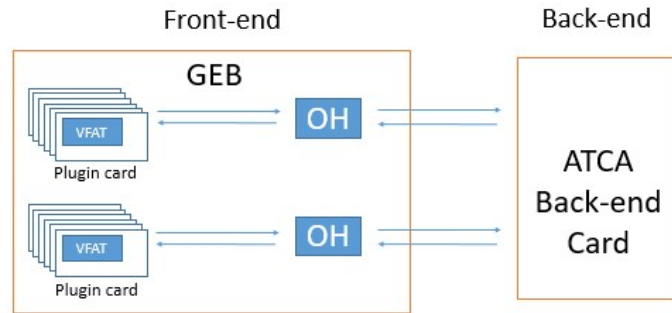 Front-end
Back-end
GEB
VFAT
Plugin card
OH
VFAT
Plugin card
OH
ATCA
Back-end
Card